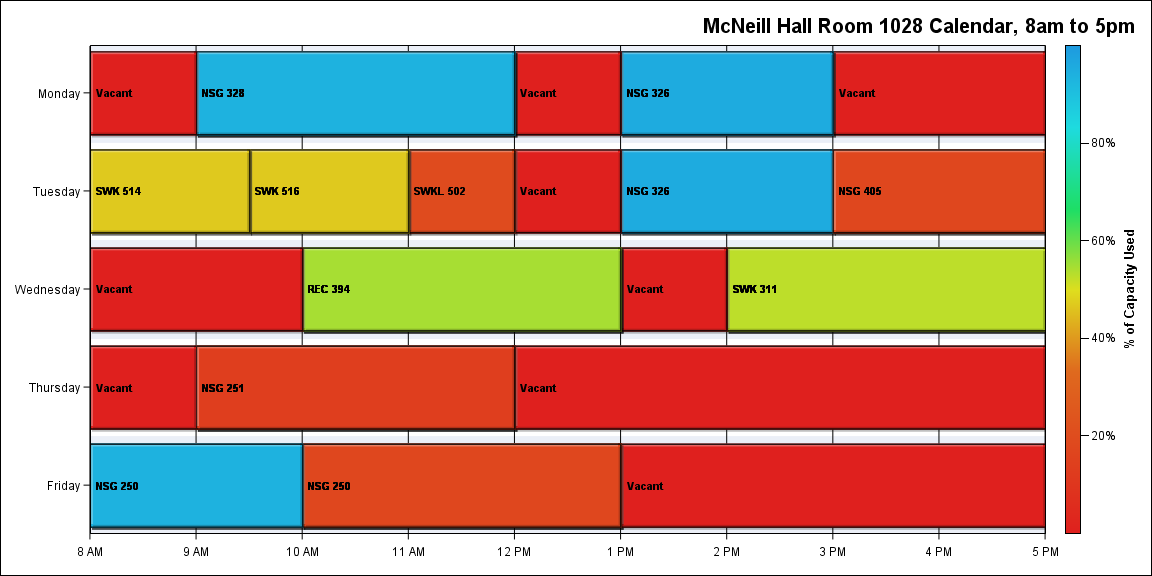 McNeill Hall Room 1028 Calendar, 8am to 5pm
Monday
Vacant
NSG 328
Vacant
NSG 326
Vacant
Tuesday
SWK 514
SWK 516
SWKL 502
Vacant
NSG 326
NSG 405
Wednesday
Vacant
REC 394
Vacant
SWK 311
Thursday
Vacant
NSG 251
Vacant
Friday
NSG 250
NSG 250
Vacant
8 AM
9 AM
10 AM
11 AM
12 PM
1 PM
2 PM
3 PM
4 PM
5 PM
80%
60%
40%
20%
% of Capacity Used